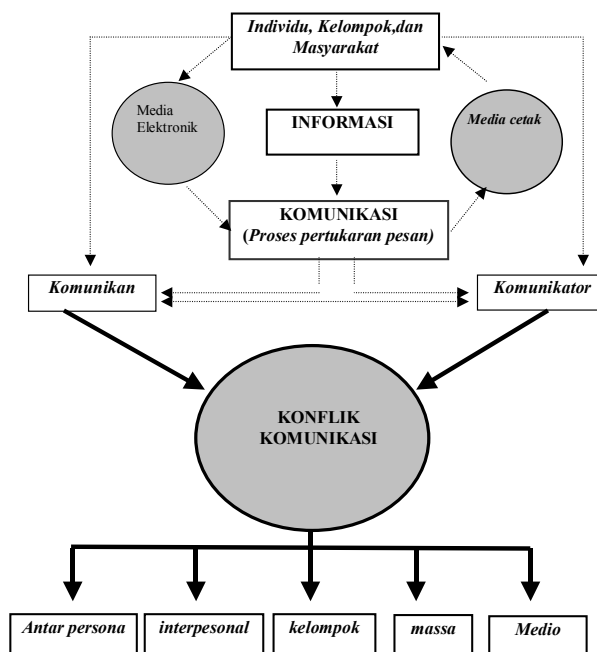 Individu, Kelompok,dan
Masyarakat
Media
Elektronik
INFORMASI
Media cetak
KOMUNIKASI
(Proses pertukaran pesan)
Komunikan
Komunikator
KONFLIK
KOMUNIKASI
Antar persona
interpesonal
kelompok
massa
Medio